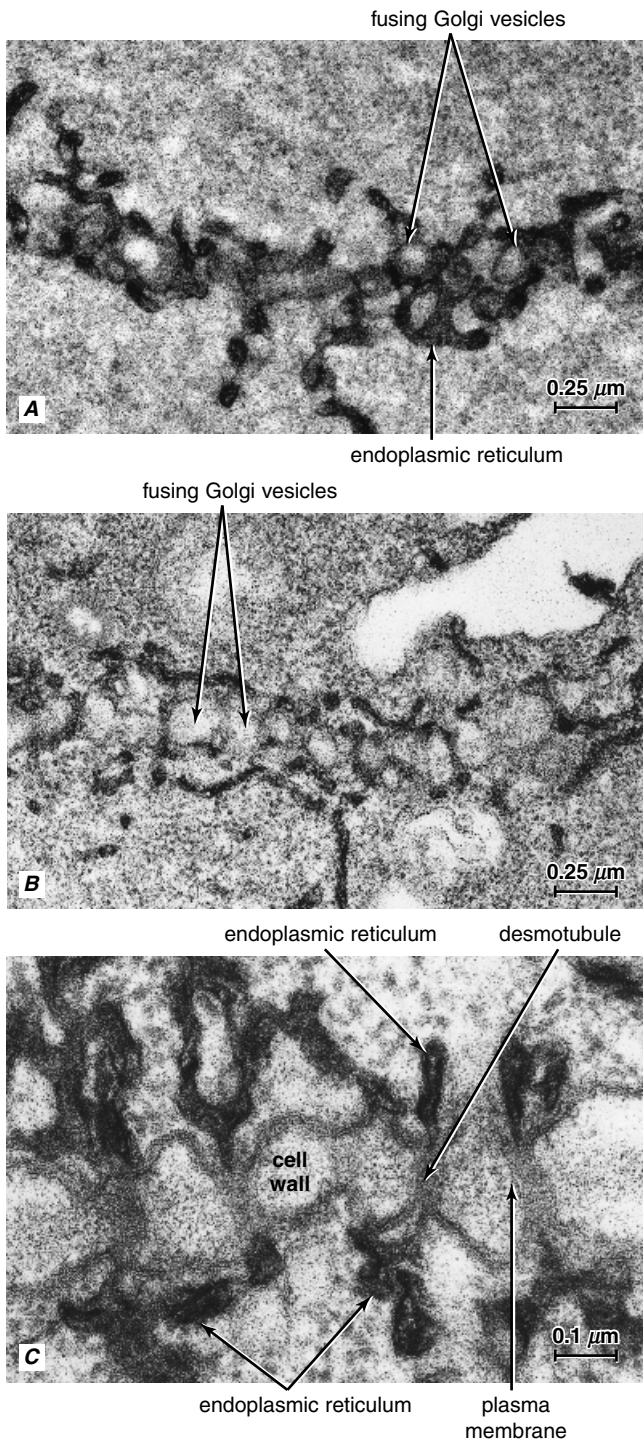 fusing Golgi vesicles
0.25 μm
A
endoplasmic reticulum
fusing Golgi vesicles
0.25 μm
B
endoplasmic reticulum
desmotubule
cell
wall
0.1 μm
C
endoplasmic reticulum
plasma
membrane